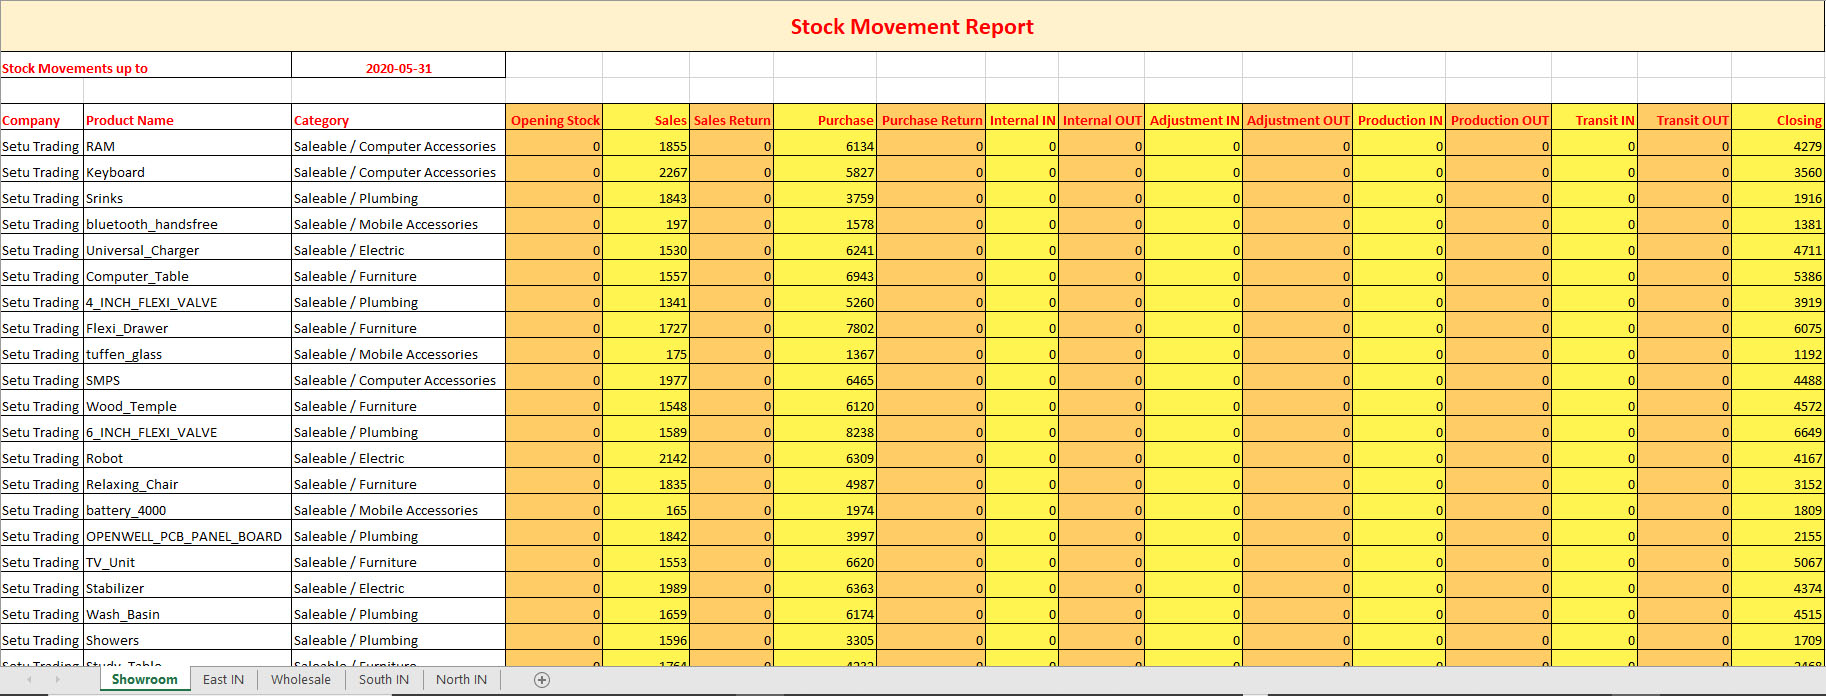 Stock Movement Report
Stock Movements up to 2020-05-31
Company Product Name Category Opening Stock Sales Sales Return Purchase Purchase Return Internal IN Internal OUT Adjustment IN Adjustment OUT Production IN Production OUT Transit IN Transit OUT Closing
Setu Trading RAM Saleable / Computer Accessories 0 1855 0 6134 0 0 0 0 0 0 0 0 0 4279
Setu Trading Keyboard Saleable / Computer Accessories 0 2267 0 5827 0 0 0 0 0 0 0 0 0 3560
Setu Trading Srinks Saleable / Plumbing 0 1843 0 3759 0 0 0 0 0 0 0 0 0 1916
Setu Trading bluetooth_handsfree Saleable / Mobile Accessories 0 197 0 1578 0 0 0 0 0 0 0 0 0 1381
Setu Trading Universal_Charger Saleable / Electric 0 1530 0 6241 0 0 0 0 0 0 0 0 0 4711
Setu Trading Computer_Table Saleable / Furniture 0 1557 0 6943 0 0 0 0 0 0 0 0 0 5386
Setu Trading 4_INCH_FLEXI_VALVE Saleable / Plumbing 0 1341 0 5260 0 0 0 0 0 0 0 0 0 3919
Setu Trading Flexi_Drawer Saleable / Furniture 0 1727 0 7802 0 0 0 0 0 0 0 0 0 6075
Setu Trading tuffen_glass Saleable / Mobile Accessories 0 175 0 1367 0 0 0 0 0 0 0 0 0 1192
Setu Trading SMPS Saleable / Computer Accessories 0 1977 0 6465 0 0 0 0 0 0 0 0 0 4488
Setu Trading Wood_Temple Saleable / Furniture 0 1548 0 6120 0 0 0 0 0 0 0 0 0 4572
Setu Trading 6_INCH_FLEXI_VALVE Saleable / Plumbing 0 1589 0 8238 0 0 0 0 0 0 0 0 0 6649
Setu Trading Robot Saleable / Electric 0 2142 0 6309 0 0 0 0 0 0 0 0 0 4167
Setu Trading Relaxing_Chair Saleable / Furniture 0 1835 0 4987 0 0 0 0 0 0 0 0 0 3152
Setu Trading battery_4000 Saleable / Mobile Accessories 0 165 0 1974 0 0 0 0 0 0 0 0 0 1809
Setu Trading OPENWELL_PCB_PANEL_BOARD Saleable / Plumbing 0 1842 0 3997 0 0 0 0 0 0 0 0 0 2155
Setu Trading TV_Unit Saleable / Furniture 0 1553 0 6620 0 0 0 0 0 0 0 0 0 5067
Setu Trading Stabilizer Saleable / Electric 0 1989 0 6363 0 0 0 0 0 0 0 0 0 4374
Setu Trading Wash_Basin Saleable / Plumbing 0 1659 0 6174 0 0 0 0 0 0 0 0 0 4515
Setu Trading Showers Saleable / Plumbing 0 1596 0 3305 0 0 0 0 0 0 0 0 0 1709
Setu Trading Study_Table Saleable / Furniture 0 1764 0 0 0 0 0 0 0 0 0 0
Showroom East IN Wholesale South IN North IN